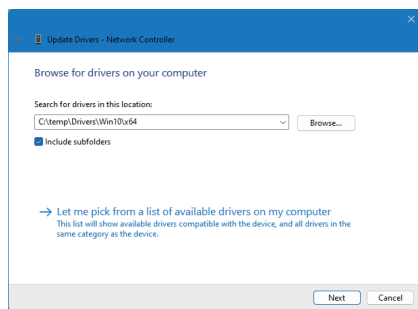 Update Drivers - Network Controller
Browse for drivers on your computer
Search for drivers in this location:
C:\temp\Drivers\Win10\x64
Browse...
Include subfolders
Let me pick from a list of available drivers on my computer
This list will show available drivers compatible with the device, and all drivers in the
same category as the device.
Next
Cancel